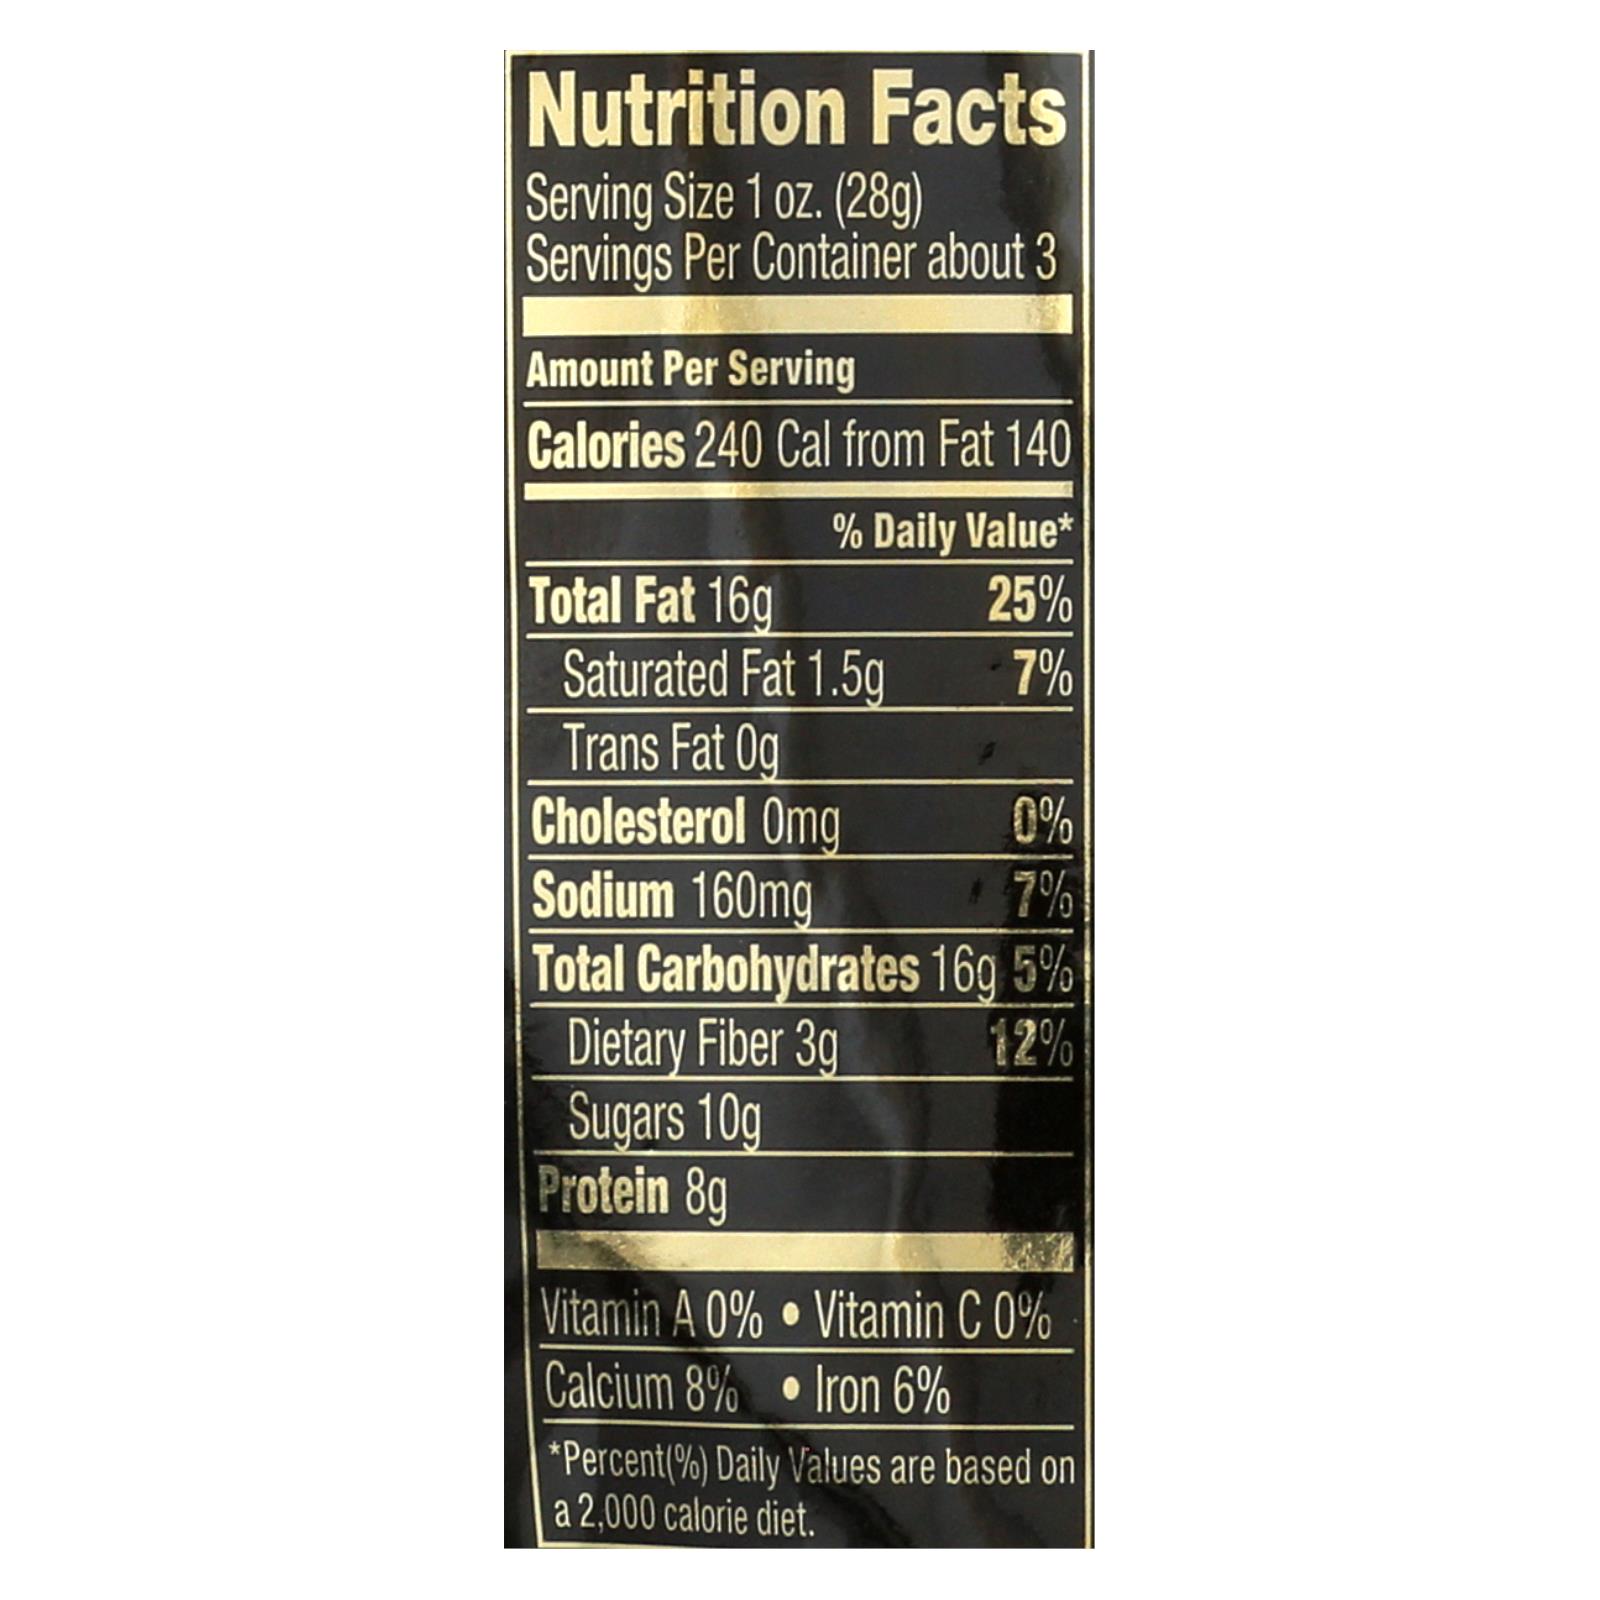 Nutrition Facts
Serving Size 1 oz. (28g)
Servings Per Container about 3
Amount Per Serving
Calories 240 Cal from Fat 140
% Daily Value*
Total Fat 16g 25%
Saturated Fat 1.5g 7%
Trans Fat 0g
Cholesterol 0mg 0%
Sodium 160mg 7%
Total Carbohydrates 16g 5%
Dietary Fiber 3g 12%
Sugars 10g
Protein 8g
Vitamin A 0% • Vitamin C 0%
Calcium 8% • Iron 6%
*Percent(%) Daily Values are based on
a 2,000 calorie diet.